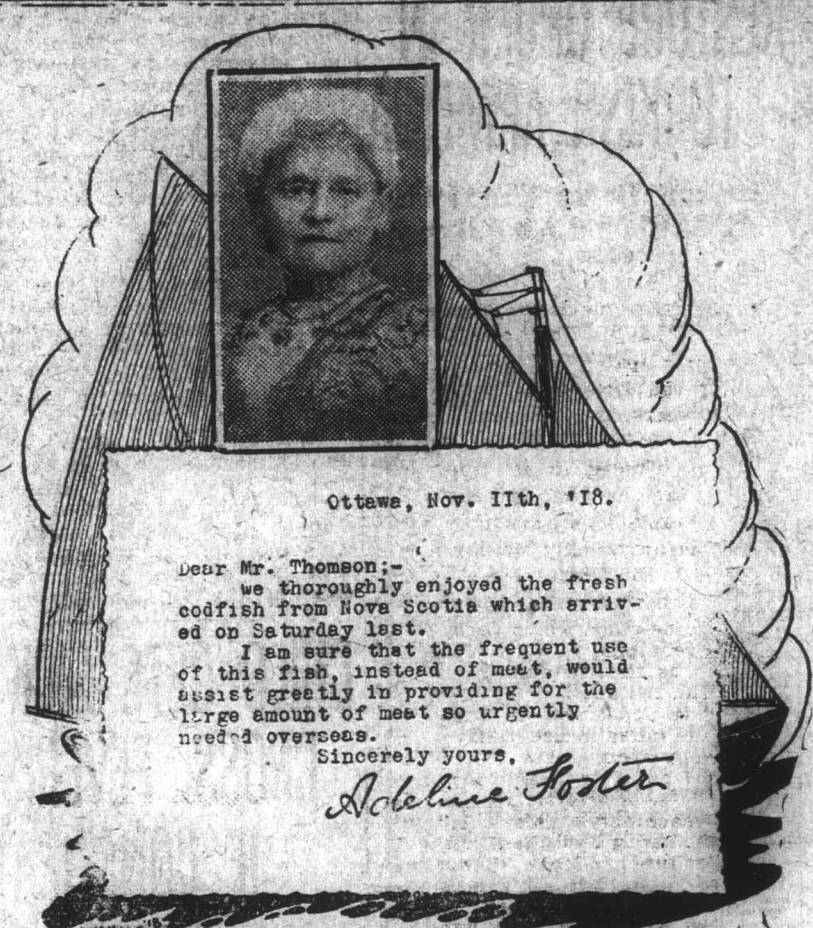 Ottawa, Nov. IIth, '18.
Dear Mr. Thomson;-
we thoroughly enjoyed the fresh
codfish from Nova Scotia which arriv-
ed on Saturday last.
I am sure that the frequent use
of this fish, instead of meat, would
assist greatly in providing for the
large amount of meat so urgently
needed overseas.
Sincerely yours,
Adeline Foster